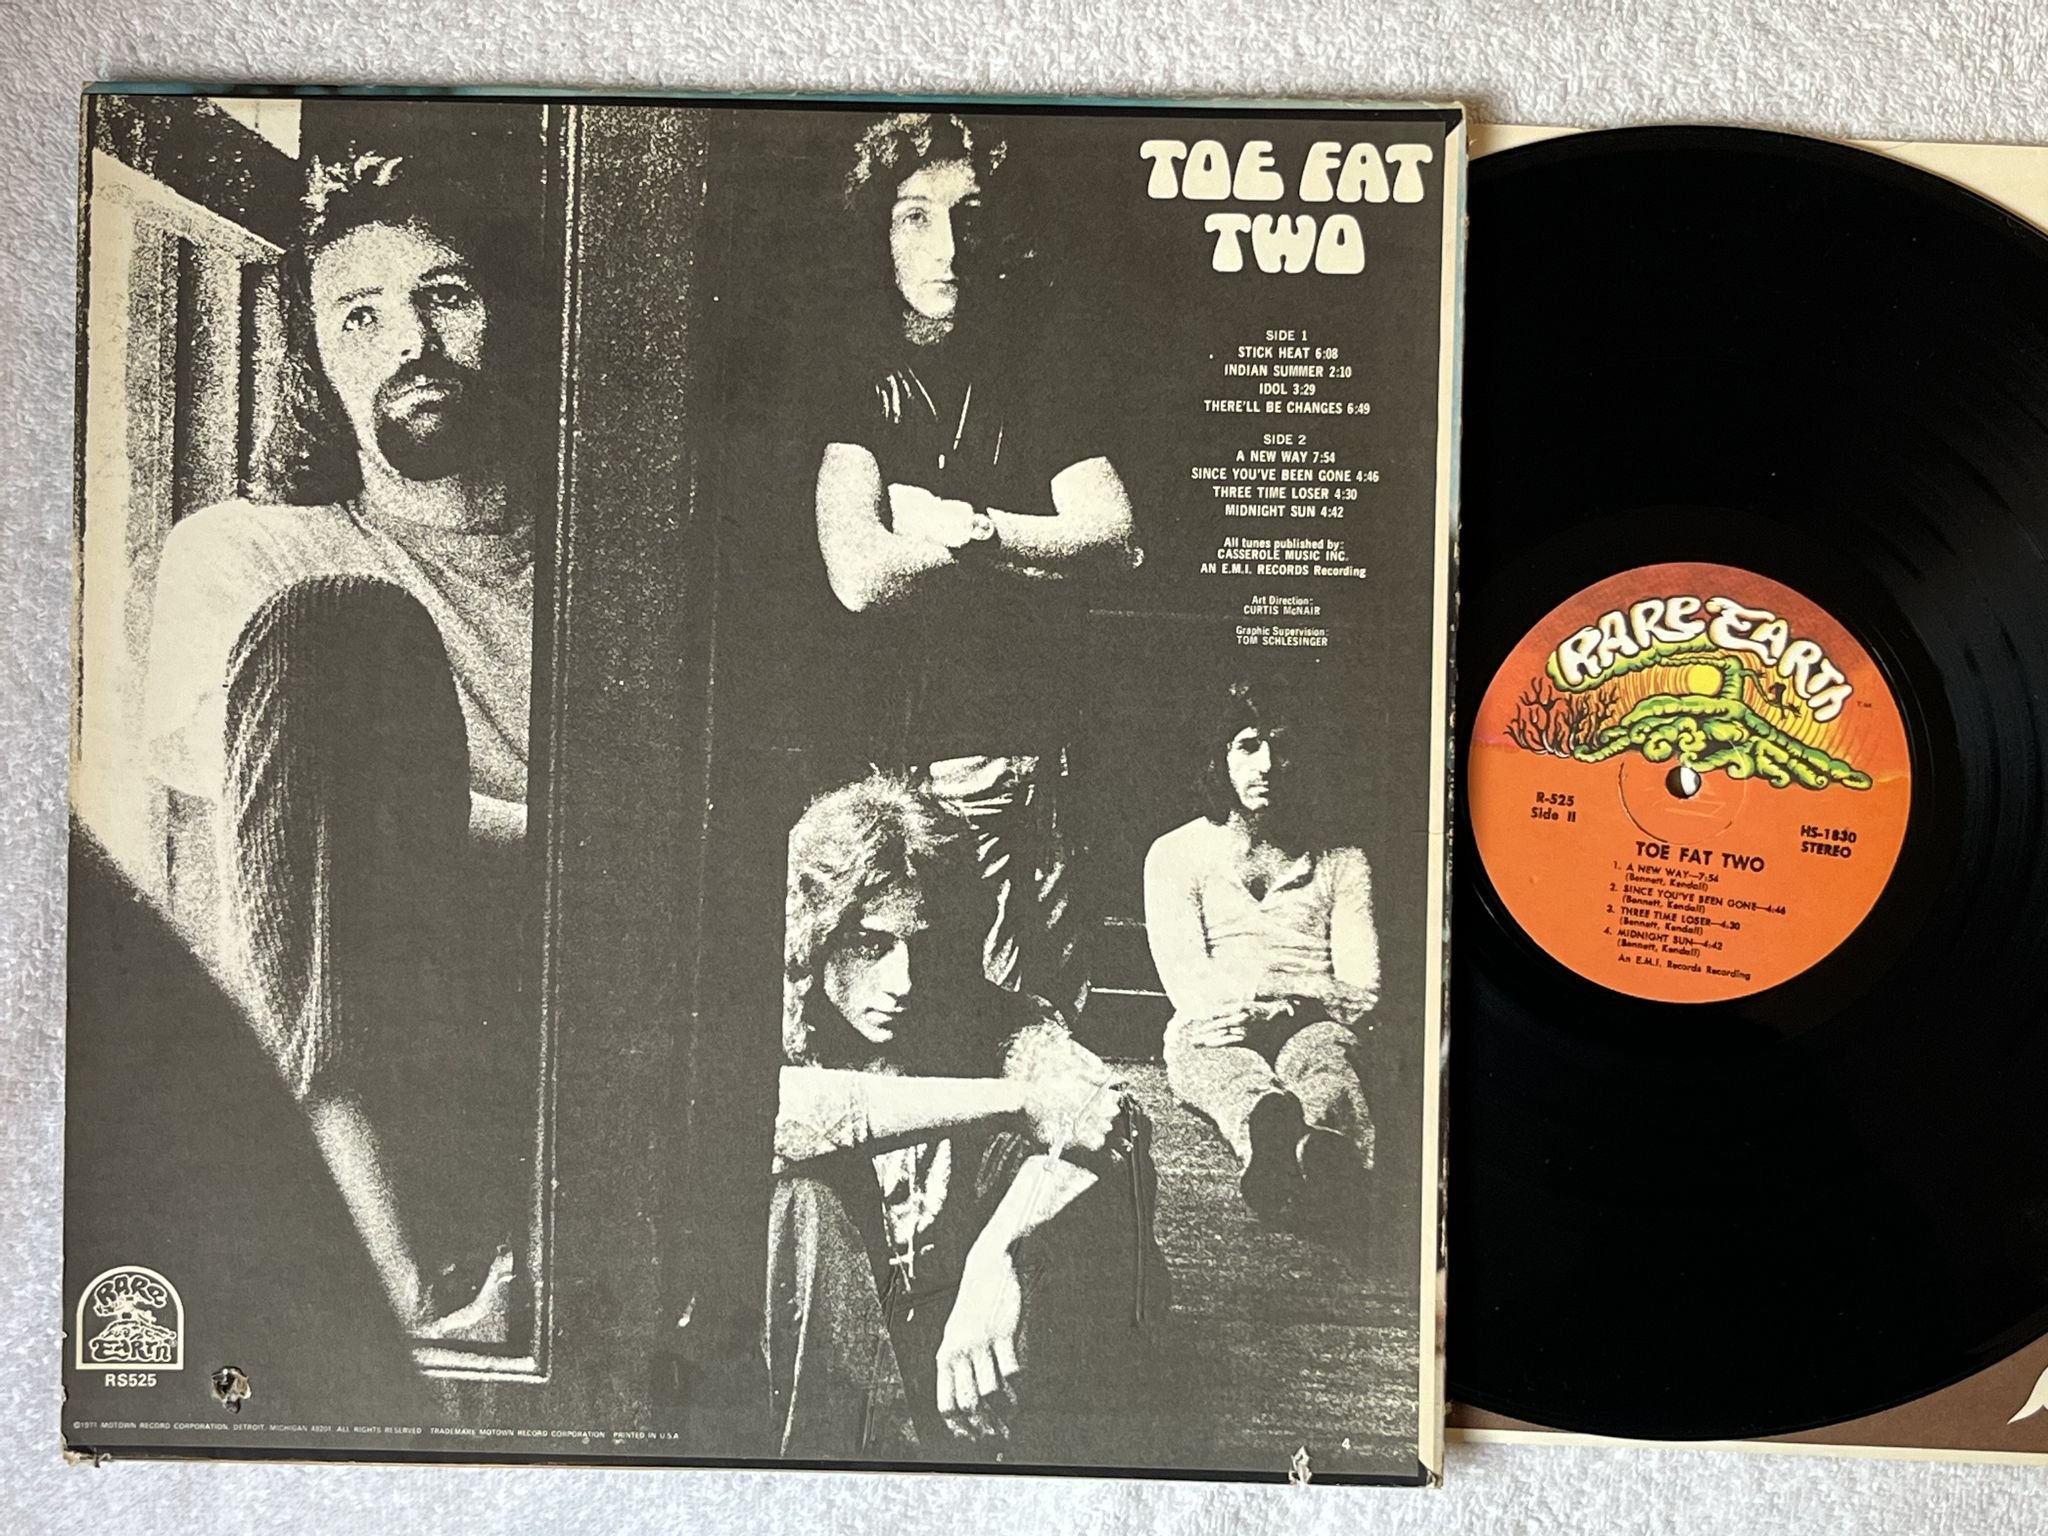 TOE FAT
TWO
SIDE 1
STICK HEAT 6:08
INDIAN SUMMER 2:10
IDOL 3:29
THERE'LL BE CHANGES 6:49
SIDE 2
A NEW WAY 7:54
SINCE YOU'VE BEEN GONE 4:46
THREE TIME LOSER 4:30
MIDNIGHT SUN 4:42
All tunes published by:
CASSEROLE MUSIC INC.
AN E.M.I. RECORDS Recording
Art Direction:
CURTIS McNAIR
Graphic Supervision:
TOM SCHLESINGER
RARE
EARTH
RS525
©1971 MOTOWN RECORD CORPORATION, DETROIT, MICHIGAN 48201. ALL RIGHTS RESERVED TRADEMARK MOTOWN RECORD CORPORATION PRINTED IN U.S.A.
4
RARE EARTH
T.M.
R-525
Side II
HS-1830
STEREO
TOE FAT TWO
1. A NEW WAY—7:54
(Bennett, Kendall)
2. SINCE YOU'VE BEEN GONE—4:46
(Bennett, Kendall)
3. THREE TIME LOSER—4:30
(Bennett, Kendall)
4. MIDNIGHT SUN—4:42
(Bennett, Kendall)
An E.M.I. Records Recording